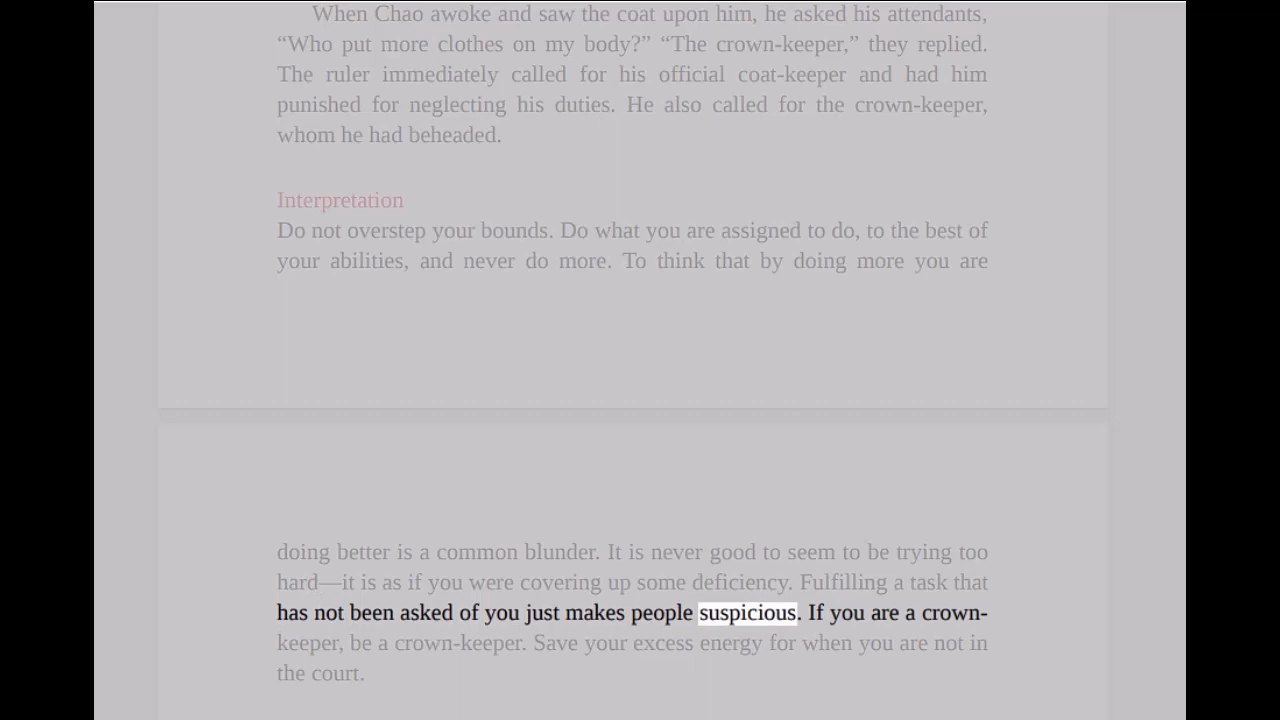 When Chao awoke and saw the coat upon him, he asked his attendants,
“Who put more clothes on my body?” “The crown-keeper,” they replied.
The ruler immediately called for his official coat-keeper and had him
punished for neglecting his duties. He also called for the crown-keeper,
whom he had beheaded.
Interpretation
Do not overstep your bounds. Do what you are assigned to do, to the best of
your abilities, and never do more. To think that by doing more you are
doing better is a common blunder. It is never good to seem to be trying too
hard—it is as if you were covering up some deficiency. Fulfilling a task that
has not been asked of you just makes people suspicious. If you are a crown-
keeper, be a crown-keeper. Save your excess energy for when you are not in
the court.